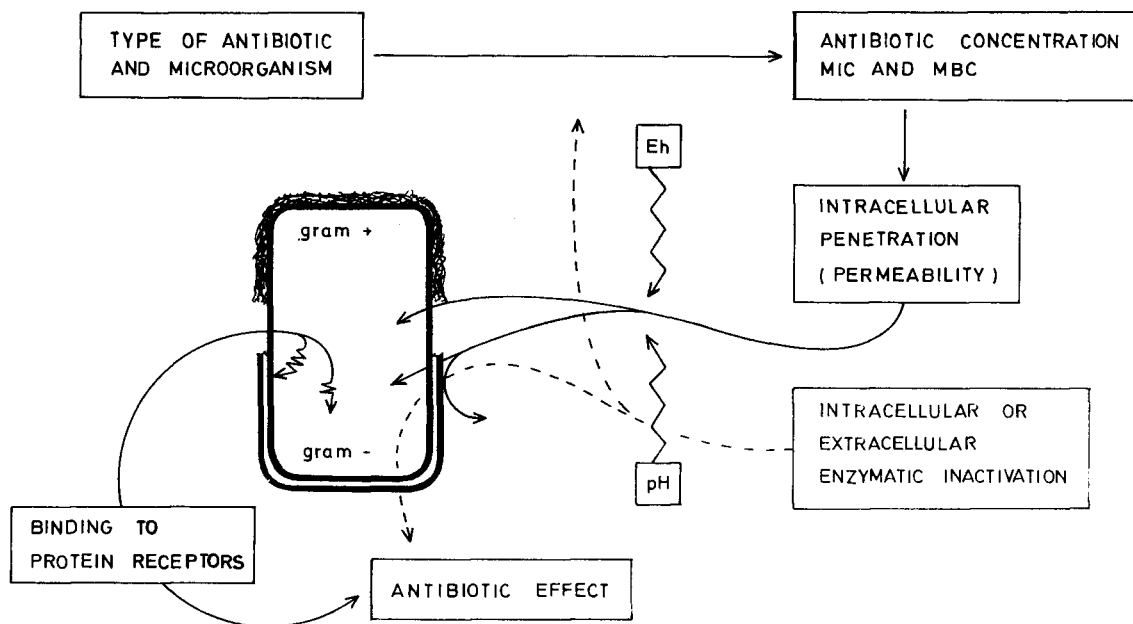 TYPE OF ANTIBIOTIC
AND MICROORGANISM
ANTIBIOTIC CONCENTRATION
MIC AND MBC
Eh
INTRACELLULAR
PENETRATION
( PERMEABILITY )
gram +
gram -
pH
INTRACELLULAR OR
EXTRACELLULAR
ENZYMATIC INACTIVATION
BINDING TO
PROTEIN RECEPTORS
ANTIBIOTIC EFFECT